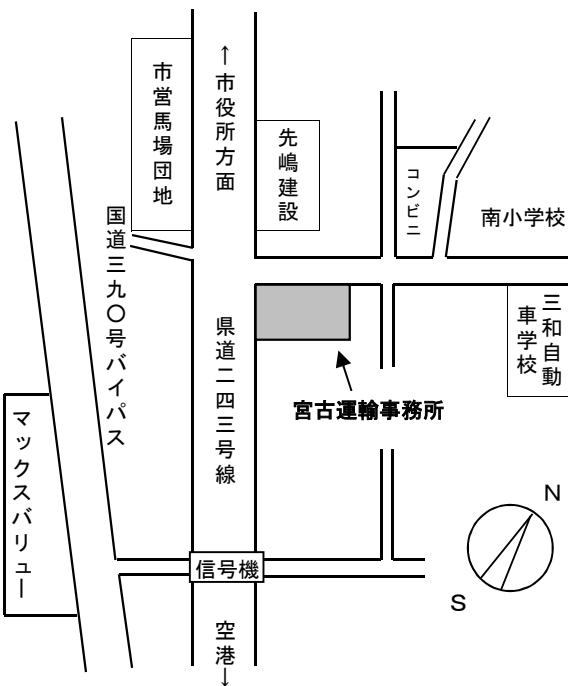 市営馬場団地
↑市役所方面
先嶋建設
コンビニ
南小学校
国道三九〇号バイパス
県道二四三号線
三和自動
車学校
宮古運輸事務所
マックスバリュー
信号機
空港↓
N
S